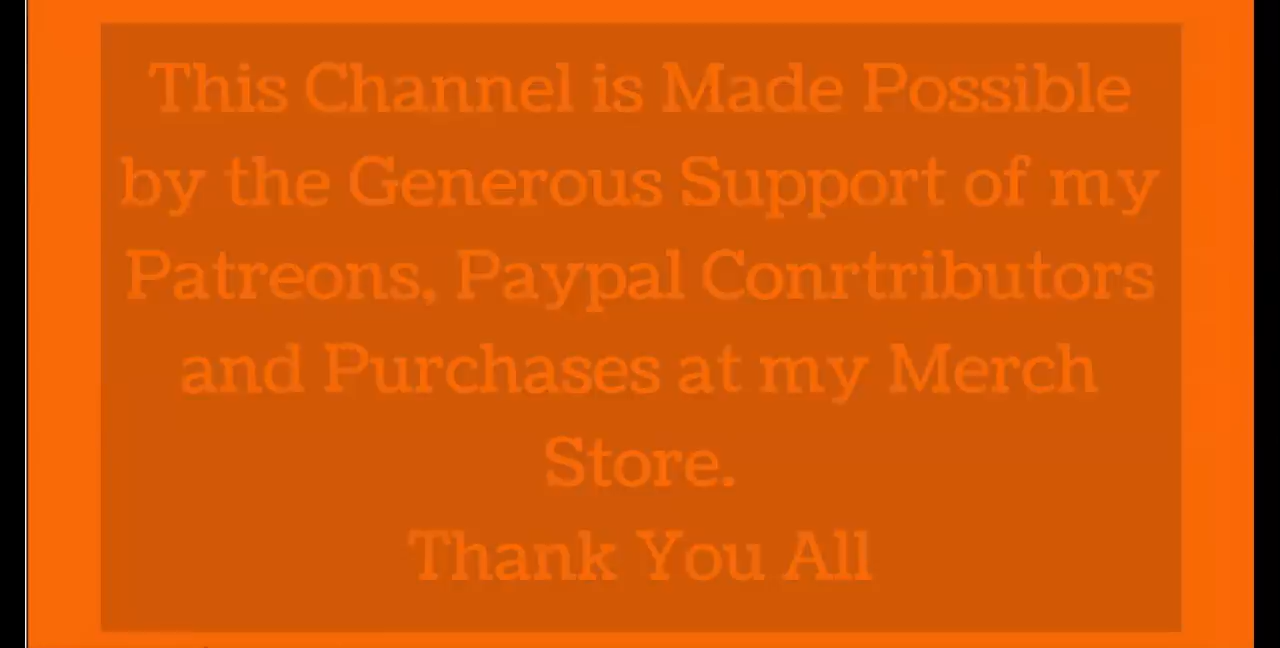 This Channel is Made Possible
by the Generous Support of my
Patreons, Paypal Conrtributors
and Purchases at my Merch
Store.
Thank You All